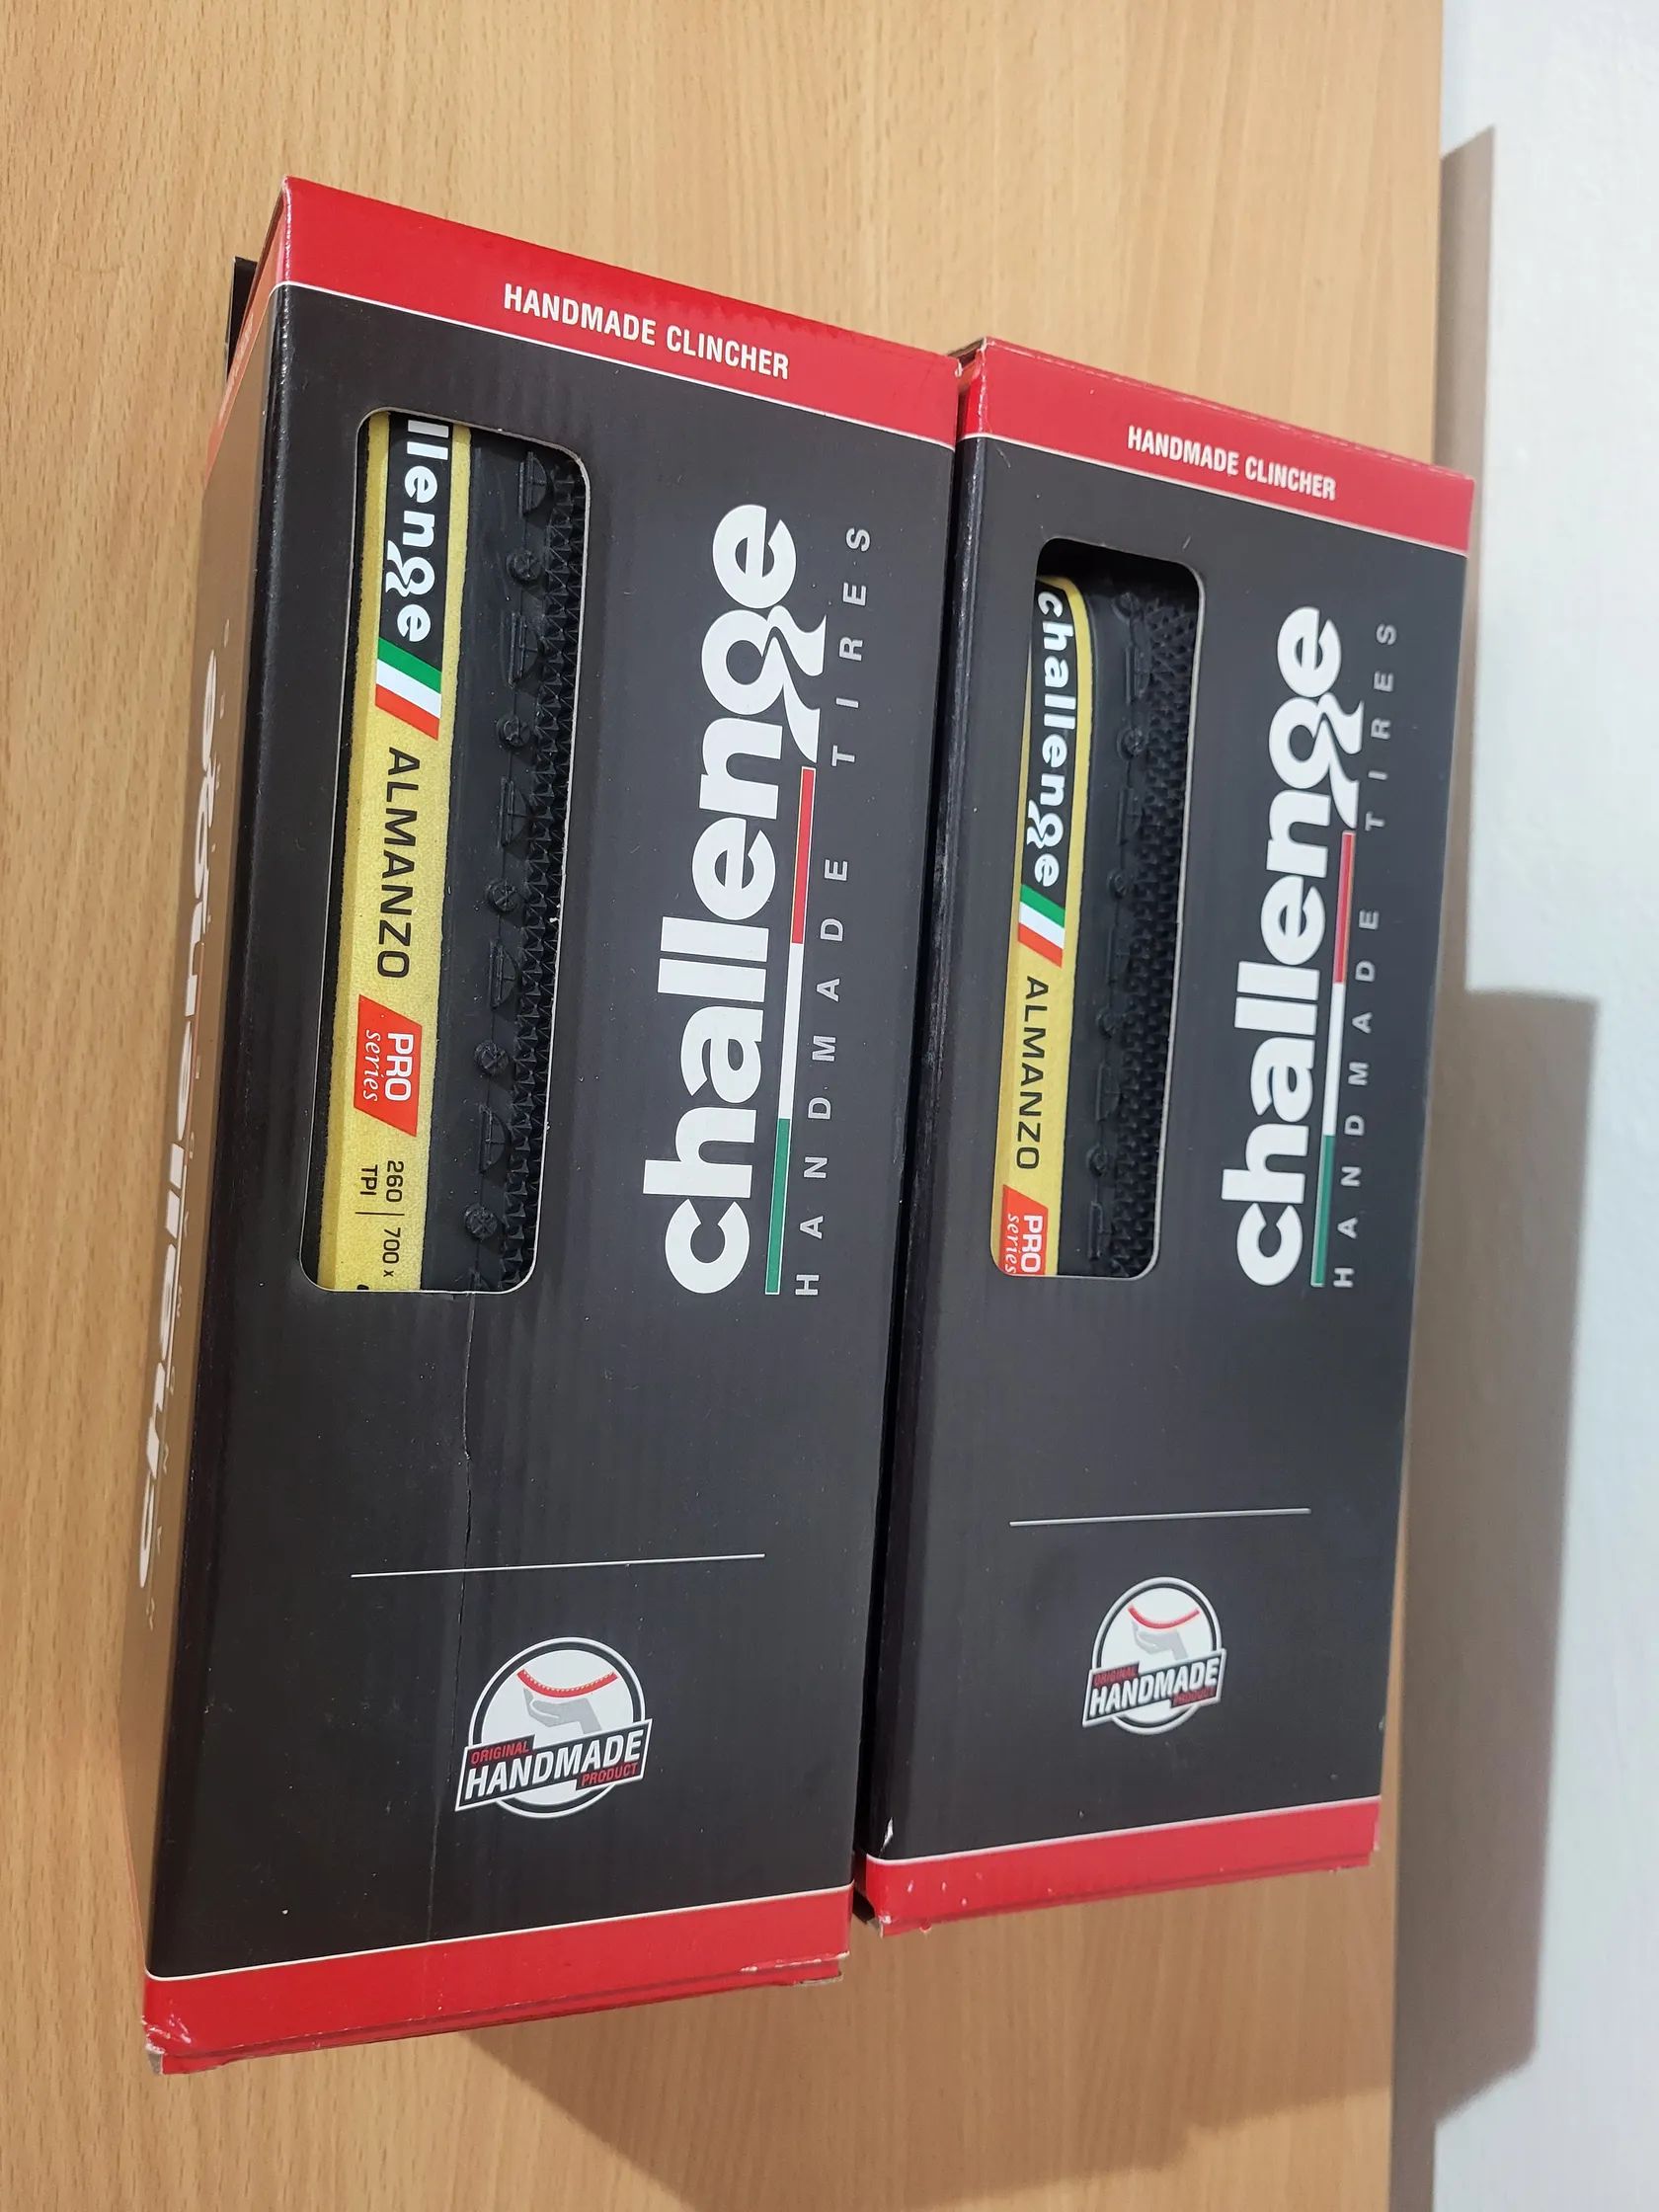 HANDMADE CLINCHER
llenge
ALMANZO
PRO
series
260
TPI
700 x
challenge
HANDMADE TIRES
ORIGINAL
HANDMADE
PRODUCT
challenge
HANDMADE CLINCHER
challenge
ALMANZO
PRO
series
challenge
HANDMADE TIRES
ORIGINAL
HANDMADE
PRODUCT